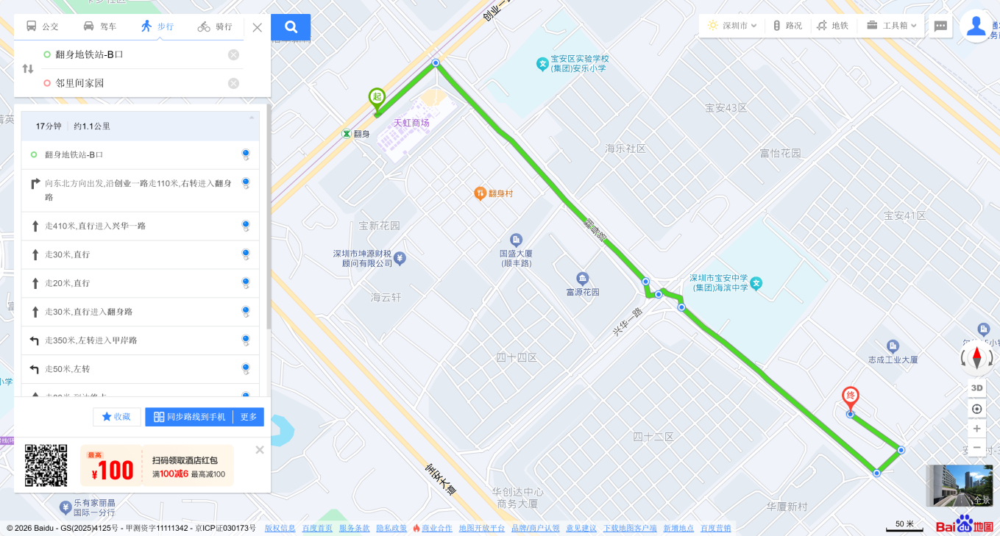 公交
驾车
步行
骑行
翻身地铁站-B口
邻里间家园
17分钟
约1.1公里
翻身地铁站-B口
向东北方向出发,沿创业一路走110米,右转进入翻身
路
走410米,直行进入兴华一路
走30米,直行
走20米,直行
走30米,直行进入翻身路
走350米,左转进入甲岸路
走50米,左转
收藏
同步路线到手机
更多
最高
¥100
扫码领取酒店红包
满100减6 最高减100
乐有家丽晶
国际一分行
深圳市
路况
地铁
工具箱
创业一路
宝安区实验学校
(集团)安乐小学
起
天虹商场
翻身
宝安43区
海乐社区
富怡花园
翻身村
宝安41区
宝新花园
翻身路
深圳市坤源财税
顾问有限公司
国盛大厦
(顺丰路)
富源花园
深圳市宝安中学
(集团)海滨中学
海云轩
兴华一路
四十四区
志成工业大厦
终
3D
四十二区
宝安大道
华创达中心
商务大厦
华厦新村
全景
50 米
Bai du 地图
© 2026 Baidu - GS(2025)4125号 - 甲测资字11111342 - 京ICP证030173号
版权信息
百度首页
服务条款
隐私政策
商业合作
地图开放平台
品牌/商户认领
意见建议
下载地图客户端
新增地点
百度营销